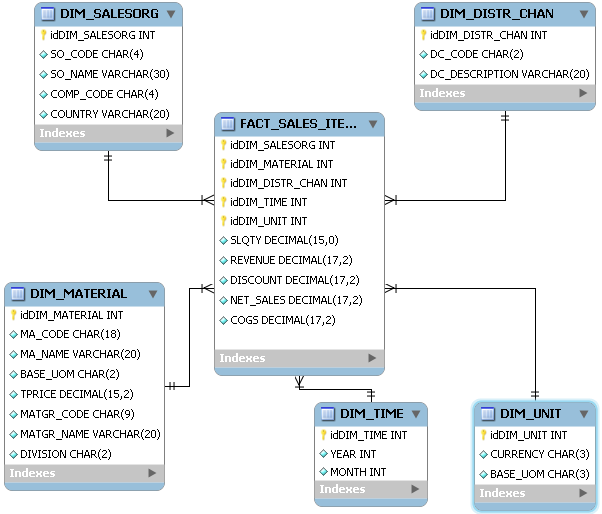 DIM_SALESORG
idDIM_SALESORG INT
SO_CODE CHAR(4)
SO_NAME VARCHAR(30)
COMP_CODE CHAR(4)
COUNTRY VARCHAR(20)
Indexes
DIM_DISTR_CHAN
idDIM_DISTR_CHAN INT
DC_CODE CHAR(2)
DC_DESCRIPTION VARCHAR(20)
Indexes
FACT_SALES_ITE...
idDIM_SALESORG INT
idDIM_MATERIAL INT
idDIM_DISTR_CHAN INT
idDIM_TIME INT
idDIM_UNIT INT
SLQTY DECIMAL(15,0)
REVENUE DECIMAL(17,2)
DISCOUNT DECIMAL(17,2)
NET_SALES DECIMAL(17,2)
COGS DECIMAL(17,2)
Indexes
DIM_MATERIAL
idDIM_MATERIAL INT
MA_CODE CHAR(18)
MA_NAME VARCHAR(20)
BASE_UOM CHAR(2)
TPRICE DECIMAL(15,2)
MATGR_CODE CHAR(9)
MATGR_NAME VARCHAR(20)
DIVISION CHAR(2)
Indexes
DIM_TIME
idDIM_TIME INT
YEAR INT
MONTH INT
Indexes
DIM_UNIT
idDIM_UNIT INT
CURRENCY CHAR(3)
BASE_UOM CHAR(3)
Indexes